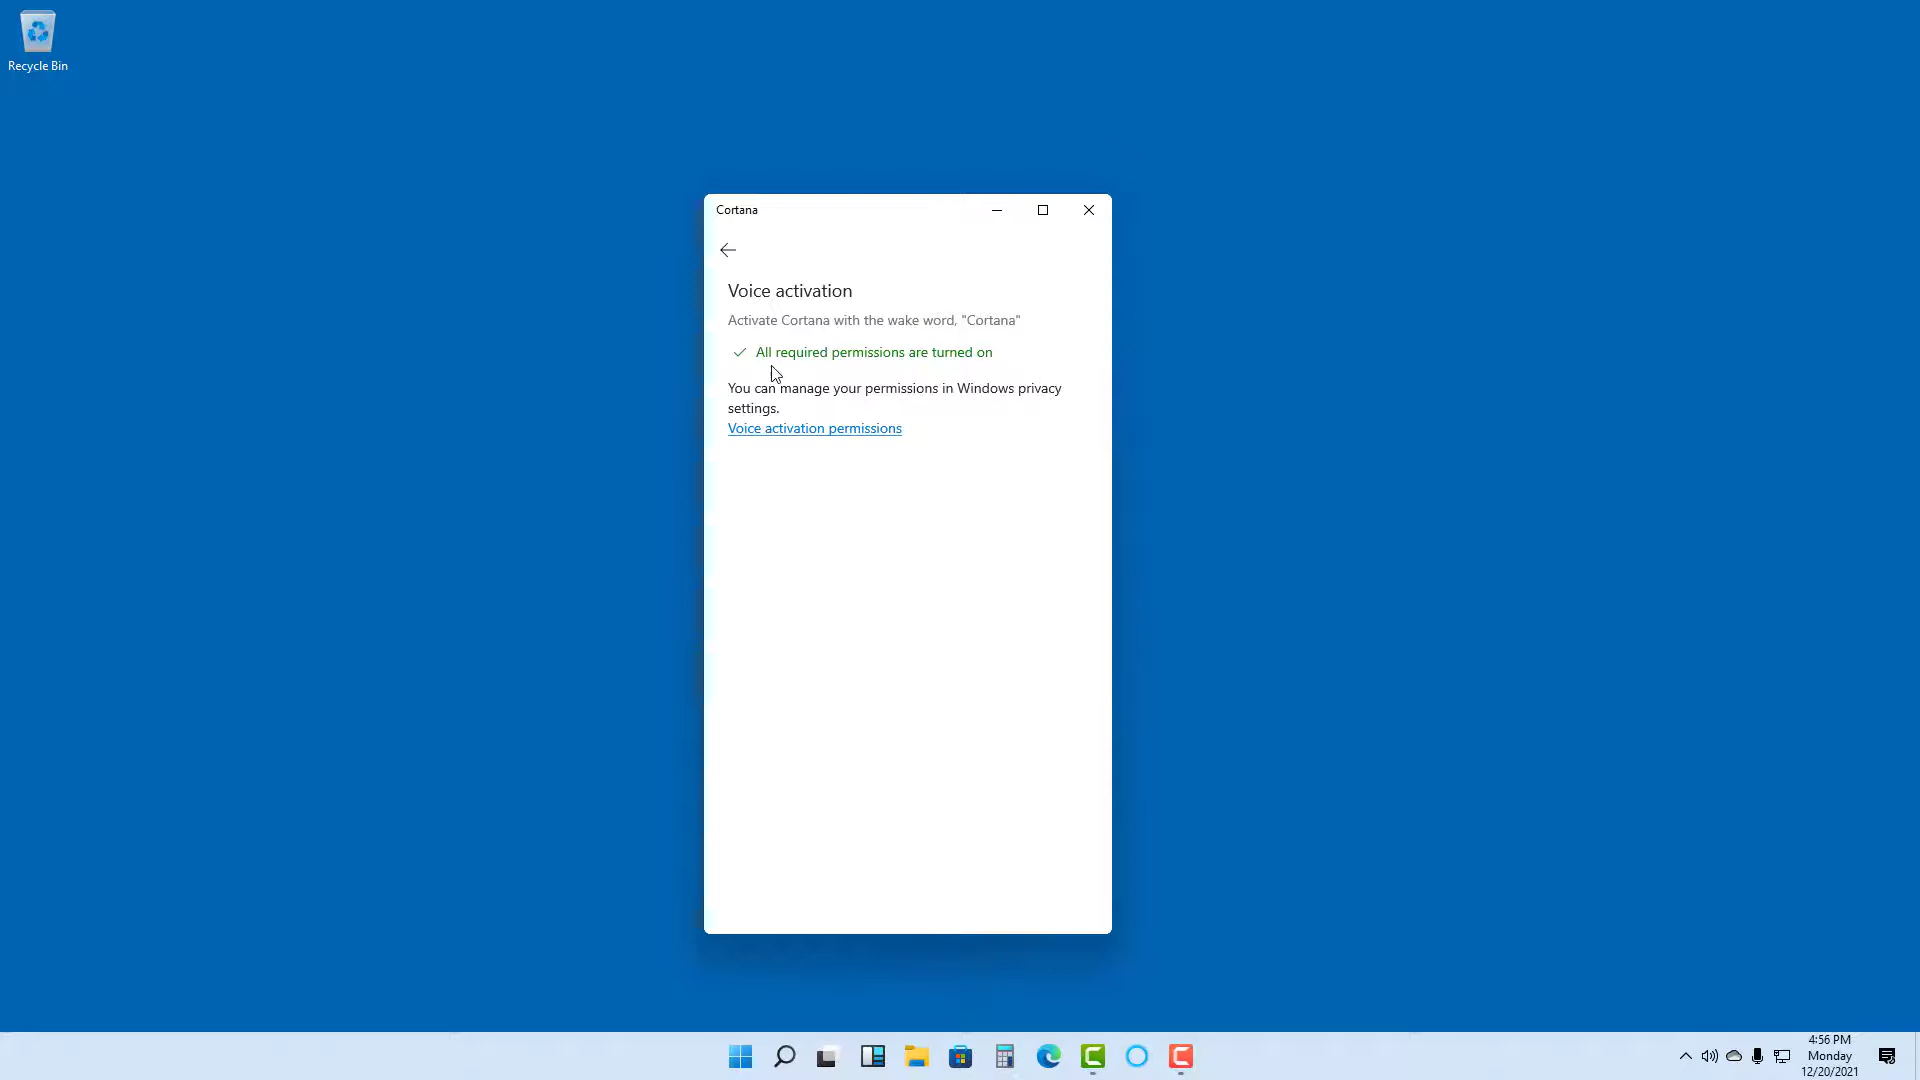 Recycle Bin
Cortana
Voice activation
Activate Cortana with the wake word, "Cortana"
All required permissions are turned on
You can manage your permissions in Windows privacy
settings.
Voice activation permissions
4:56 PM
Monday
12/20/2021